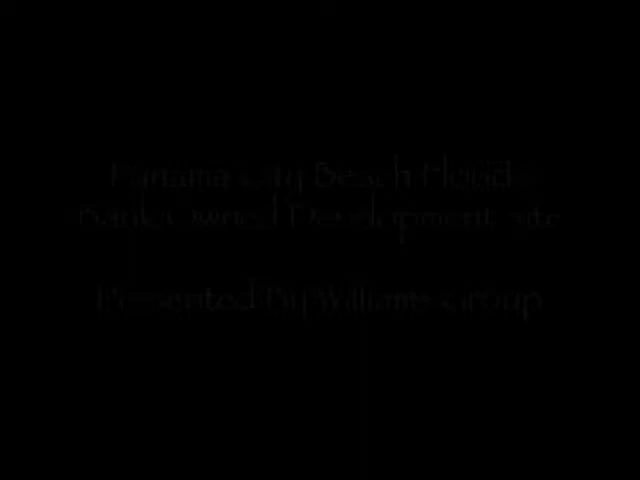 Panama City Beach Florida
Bank Owned Development Site
Presented By Williams Group